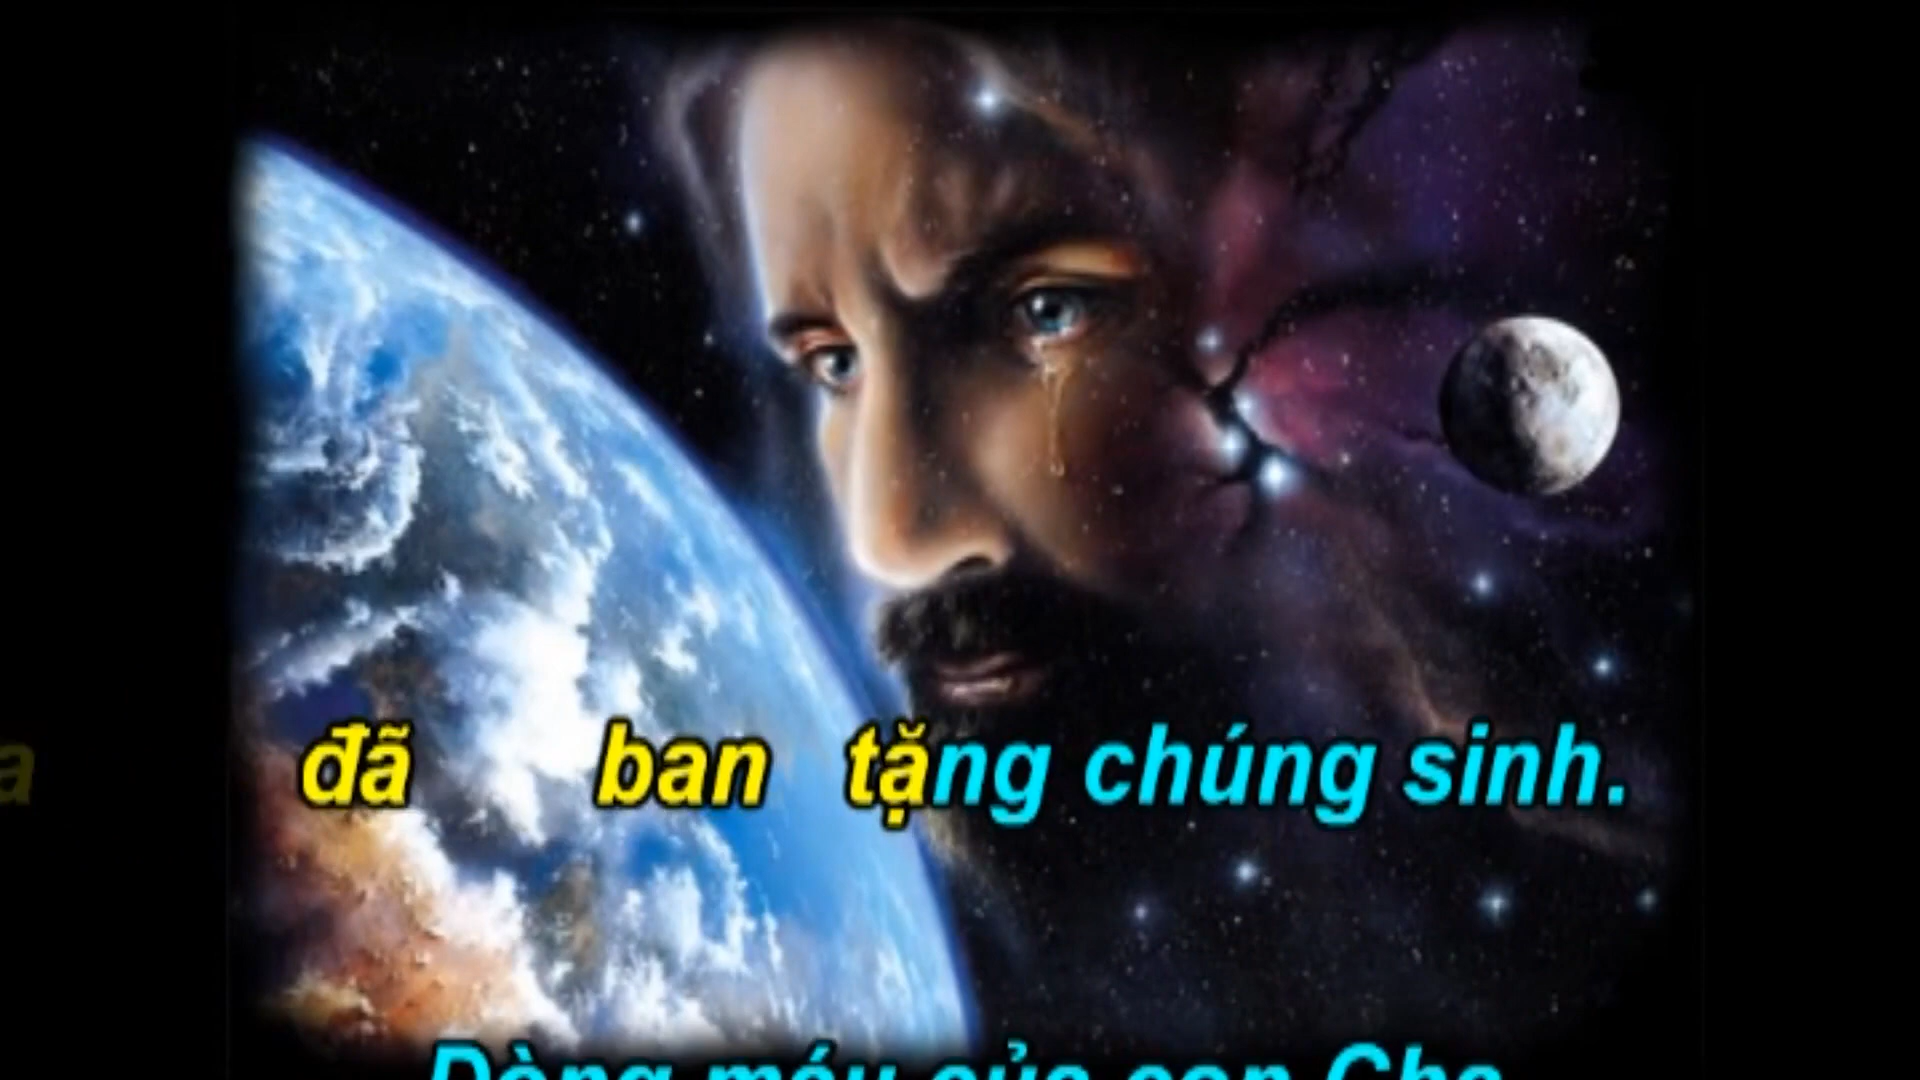 đã ban tặng chúng sinh.
Dòng máu của con Cha